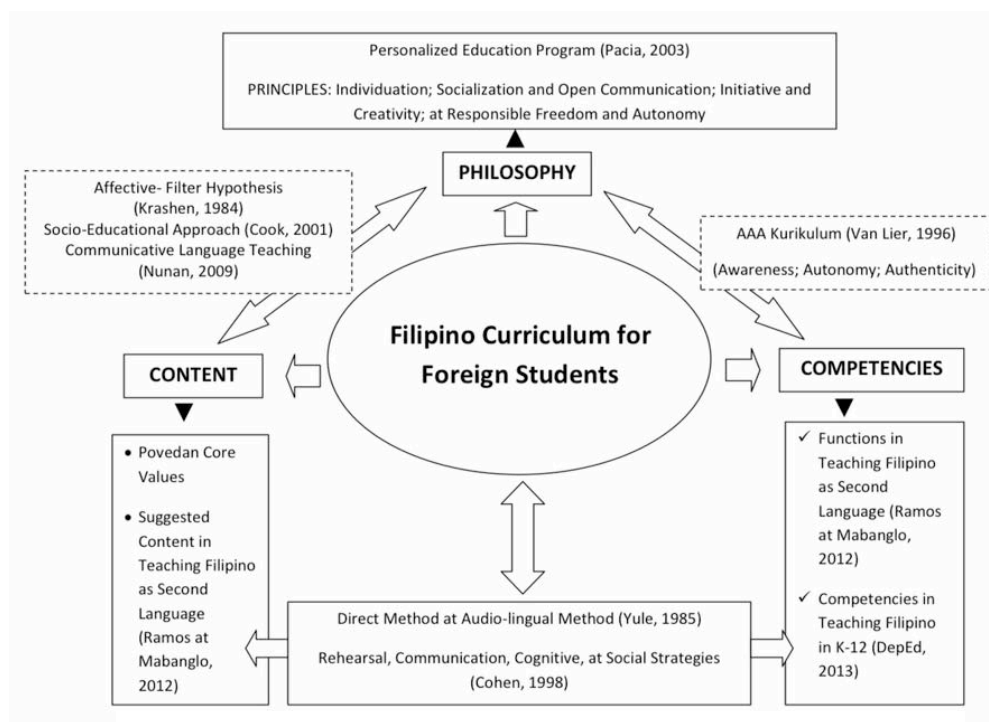 Personalized Education Program (Pacia, 2003)
PRINCIPLES: Individuation; Socialization and Open Communication; Initiative and
Creativity; at Responsible Freedom and Autonomy
PHILOSOPHY
Affective- Filter Hypothesis
(Krashen, 1984)
Socio-Educational Approach (Cook, 2001)
Communicative Language Teaching
(Nunan, 2009)
AAA Kurikulum (Van Lier, 1996)
(Awareness; Autonomy; Authenticity)
Filipino Curriculum for
Foreign Students
CONTENT
COMPETENCIES
• Povedan Core
Values
• Suggested
Content in
Teaching Filipino
as Second
Language
(Ramos at
Mabanglo,
2012)
✓ Functions in
Teaching Filipino
as Second
Language (Ramos
at Mabanglo,
2012)
✓ Competencies in
Teaching Filipino
in K-12 (DepEd,
2013)
Direct Method at Audio-lingual Method (Yule, 1985)
Rehearsal, Communication, Cognitive, at Social Strategies
(Cohen, 1998)